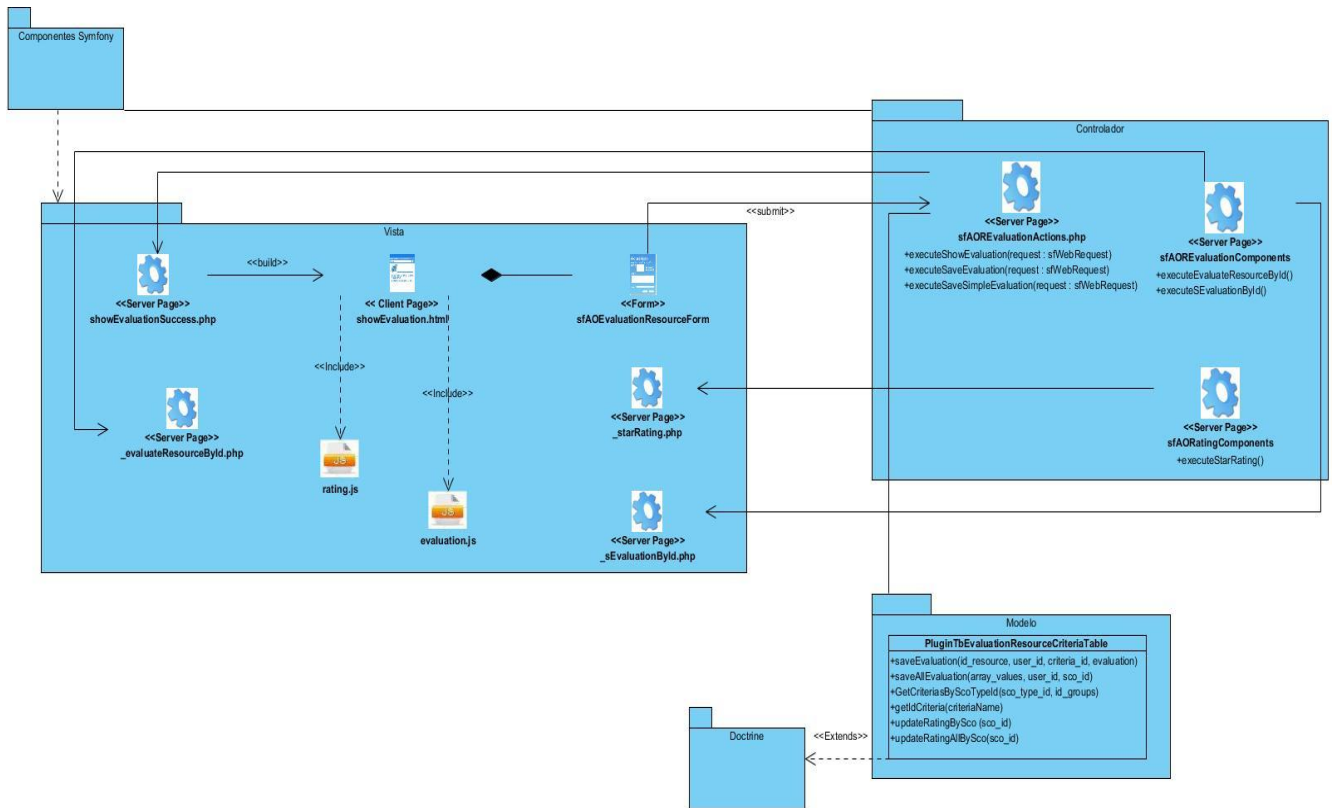 Componentes Symfony
Controlador
<<Server Page>>
sfAOREvaluationActions.php
+executeShowEvaluation(request : sfWebRequest)
+executeSaveEvaluation(request : sfWebRequest)
+executeSaveSimpleEvaluation(request : sfWebRequest)
<<Server Page>>
sfAOREvaluationComponents
+executeEvaluateResourceById()
+executeSEvaluationById()
<<Server Page>>
sfAORatingComponents
+executeStarRating()
<<submit>>
Vista
<<build>>
<<Server Page>>
showEvaluationSuccess.php
<< Client Page>>
showEvaluation.html
<<Form>>
sfAOEvaluationResourceForm
<<Include>>
<<Include>>
<<Server Page>>
_starRating.php
<<Server Page>>
_evaluateResourceById.php
JS
rating.js
JS
evaluation.js
<<Server Page>>
_sEvaluationById.php
Modelo
PluginTbEvaluationResourceCriteriaTable
+saveEvaluation(id_resource, user_id, criteria_id, evaluation)
+saveAllEvaluation(array_values, user_id, sco_id)
+GetCriteriasByScoTypeId(sco_type_id, id_groups)
+getIdCriteria(criteriaName)
+updateRatingBySco (sco_id)
+updateRatingAllBySco(sco_id)
Doctrine
<<Extends>>